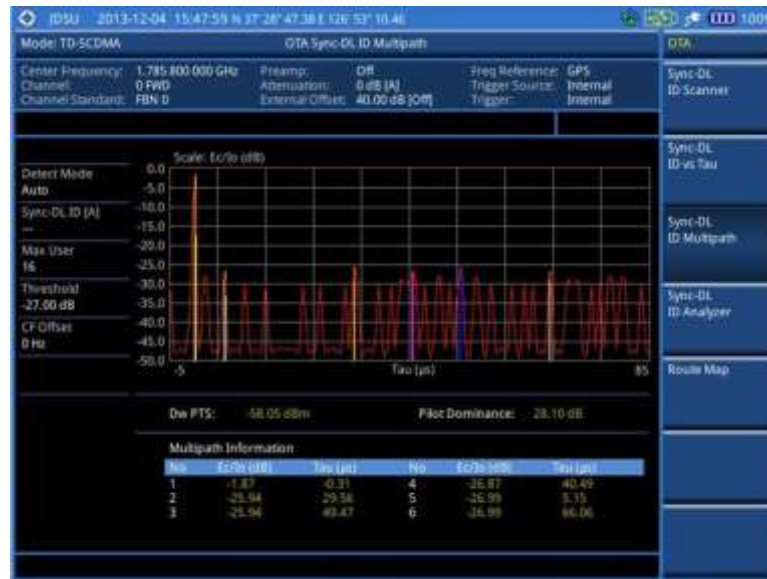 JDSU 2013-12-04 15:47:59 N 37° 28' 47.38 E 126° 53' 10.46 100%
Mode: TD-SCDMA
OTA Sync-DL ID Multipath
OTA
Center Frequency: 1.785 800 000 GHz
Channel: 0 FWD
Channel Standard: FBN 0
Preamp: Off
Attenuation: 0 dB [A]
External Offset: 40.00 dB [Off]
Freq Reference: GPS
Trigger Source: Internal
Trigger: Internal
Sync-DL
ID Scanner
Sync-DL
ID vs Tau
Sync-DL
ID Multipath
Sync-DL
ID Analyzer
Route Map
Detect Mode
Auto
Sync-DL ID [A]
---
Max User
16
Threshold
-27.00 dB
CF Offset
0 Hz
Scale: Ec/Io (dB)
0.0
-5.0
-10.0
-15.0
-20.0
-25.0
-30.0
-35.0
-40.0
-45.0
-50.0
-5 Tau (µs) 85
Dw PTS: -58.05 dBm Pilot Dominance: 28.10 dB
Multipath Information
No Ec/Io (dB) Tau (µs) No Ec/Io (dB) Tau (µs)
1 -1.87 -0.31 4 -26.87 40.49
2 -25.94 29.56 5 -26.99 5.15
3 -25.94 49.47 6 -26.99 66.06